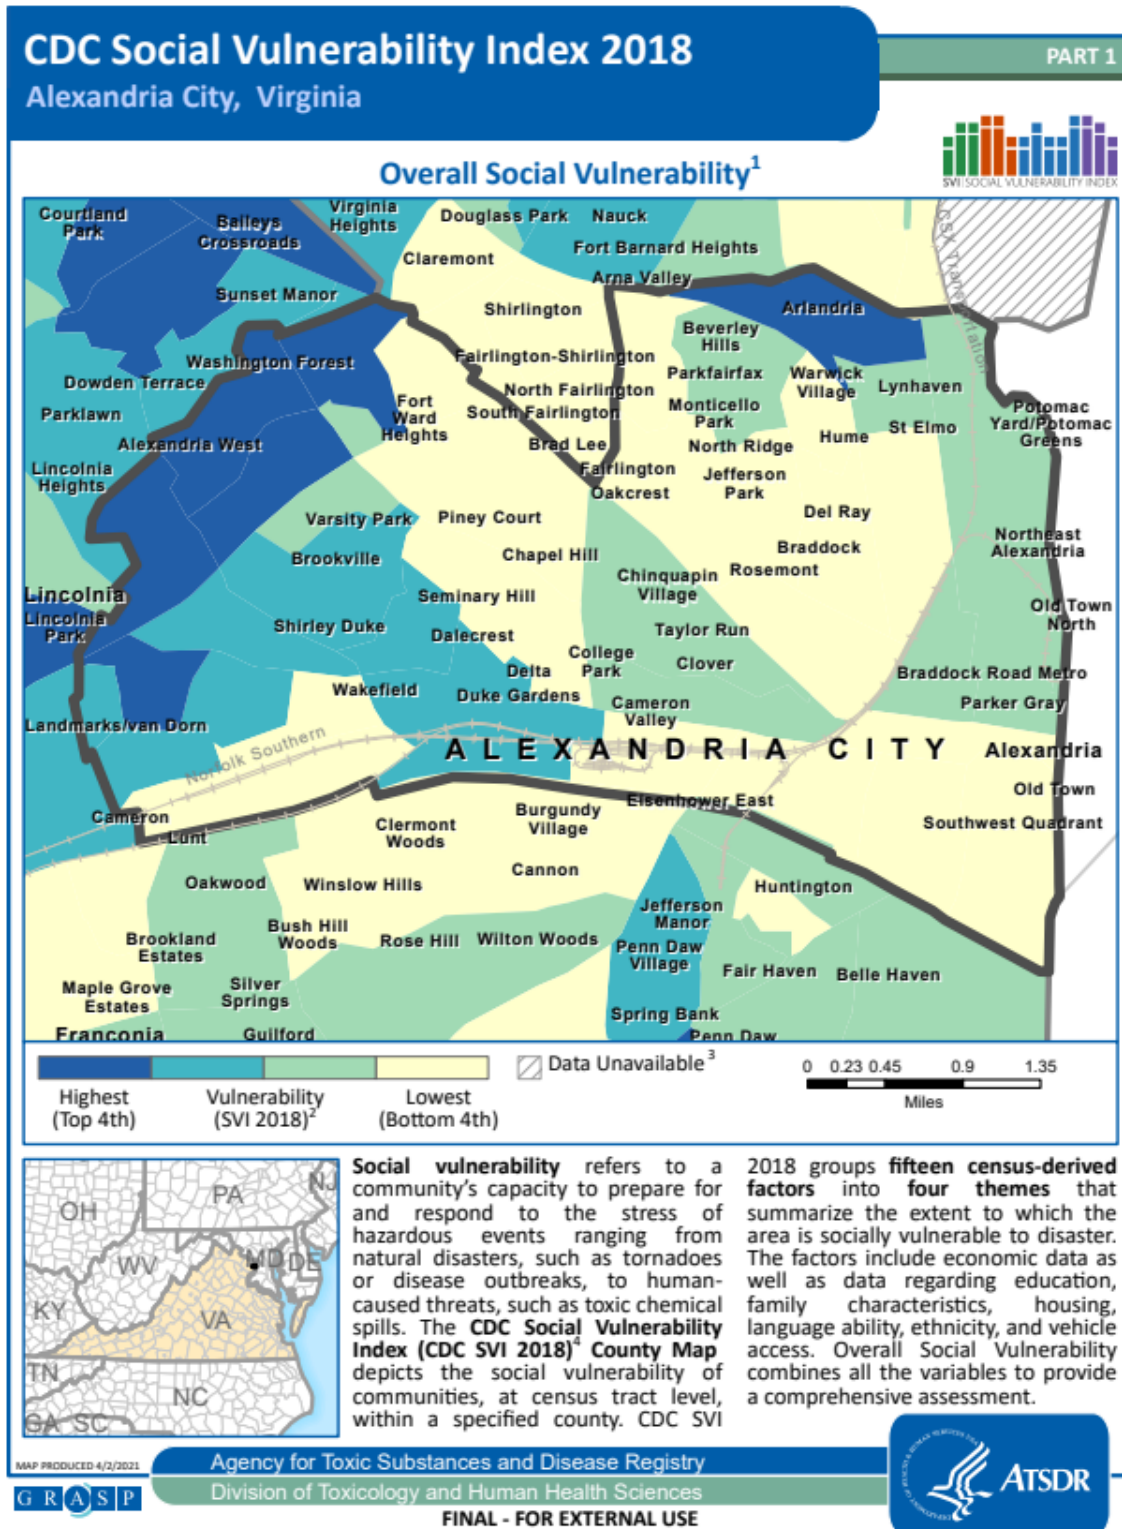 CDC Social Vulnerability Index 2018
Alexandria City, Virginia
PART 1
SVI|SOCIAL VULNERABILITY INDEX
Overall Social Vulnerability1
Courtland
Park
Baileys
Crossroads
Virginia
Heights
Douglass Park
Nauck
Fort Barnard Heights
Claremont
Arna Valley
Sunset Manor
Shirlington
Arlandria
CSX Transportation
Beverley
Hills
Washington Forest
Fairlington-Shirlington
Parkfairfax
Warwick
Village
Dowden Terrace
North Fairlington
Lynhaven
Parklawn
Fort
Ward
Heights
South Fairlington
Monticello
Park
Potomac
Yard/Potomac
Greens
Alexandria West
Brad Lee
North Ridge
Hume
St Elmo
Lincolnia
Heights
Fairlington
Oakcrest
Jefferson
Park
Varsity Park
Piney Court
Del Ray
Brookville
Chapel Hill
Braddock
Northeast
Alexandria
Chinquapin
Village
Rosemont
Lincolnia
Seminary Hill
Old Town
North
Lincolnia
Park
Shirley Duke
Dalecrest
Taylor Run
College
Park
Clover
Delta
Braddock Road Metro
Wakefield
Duke Gardens
Cameron
Valley
Parker Gray
Landmarks/van Dorn
Norfolk Southern
ALEXANDRIA CITY
Alexandria
Old Town
Cameron
Lunt
Clermont
Woods
Burgundy
Village
Eisenhower East
Southwest Quadrant
Oakwood
Winslow Hills
Cannon
Huntington
Jefferson
Manor
Brookland
Estates
Bush Hill
Woods
Rose Hill
Wilton Woods
Penn Daw
Village
Fair Haven
Belle Haven
Maple Grove
Estates
Silver
Springs
Spring Bank
Franconia
Guilford
Penn Daw
Highest
(Top 4th)
Vulnerability
(SVI 2018)2
Lowest
(Bottom 4th)
Data Unavailable3
0 0.23 0.45 0.9 1.35
Miles
OH
PA
NJ
WV
MD
DE
KY
VA
TN
NC
GA
SC
Social vulnerability refers to a
community's capacity to prepare for
and respond to the stress of
hazardous events ranging from
natural disasters, such as tornadoes
or disease outbreaks, to human-
caused threats, such as toxic chemical
spills. The CDC Social Vulnerability
Index (CDC SVI 2018)4 County Map
depicts the social vulnerability of
communities, at census tract level,
within a specified county. CDC SVI
2018 groups fifteen census-derived
factors into four themes that
summarize the extent to which the
area is socially vulnerable to disaster.
The factors include economic data as
well as data regarding education,
family characteristics, housing,
language ability, ethnicity, and vehicle
access. Overall Social Vulnerability
combines all the variables to provide
a comprehensive assessment.
MAP PRODUCED 4/2/2021
GRASP
Agency for Toxic Substances and Disease Registry
Division of Toxicology and Human Health Sciences
FINAL - FOR EXTERNAL USE
ATSDR